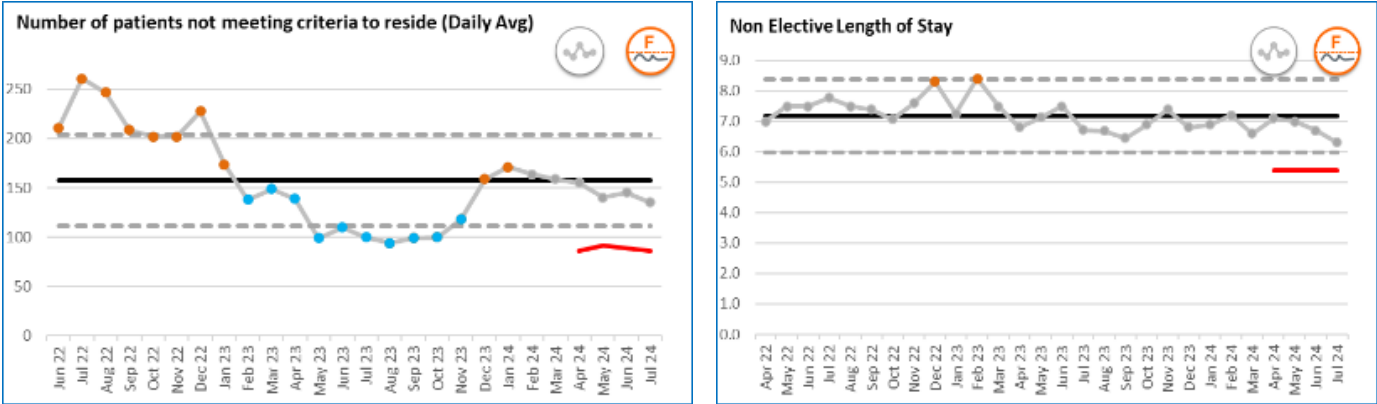 Number of patients not meeting criteria to reside (Daily Avg)
F
250
200
150
100
50
0
Jun 22
Jul 22
Aug 22
Sep 22
Oct 22
Nov 22
Dec 22
Jan 23
Feb 23
Mar 23
Apr 23
May 23
Jun 23
Jul 23
Aug 23
Sep 23
Oct 23
Nov 23
Dec 23
Jan 24
Feb 24
Mar 24
Apr 24
May 24
Jun 24
Jul 24
Non Elective Length of Stay
F
9.0
8.0
7.0
6.0
5.0
4.0
3.0
2.0
1.0
0.0
Apr 22
May 22
Jun 22
Jul 22
Aug 22
Sep 22
Oct 22
Nov 22
Dec 22
Jan 23
Feb 23
Mar 23
Apr 23
May 23
Jun 23
Jul 23
Aug 23
Sep 23
Oct 23
Nov 23
Dec 23
Jan 24
Feb 24
Mar 24
Apr 24
May 24
Jun 24
Jul 24